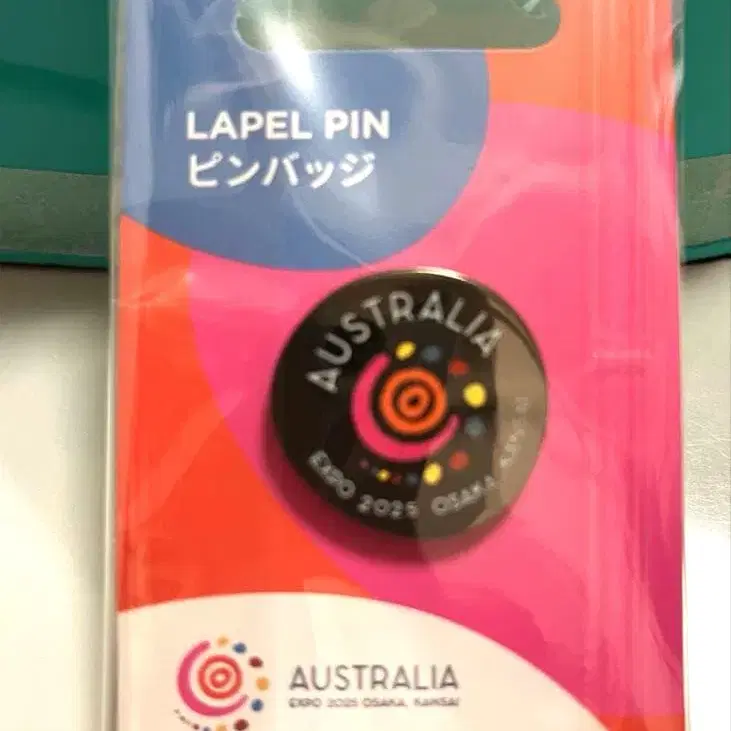 LAPEL PIN
ピンバッジ
AUSTRALIA
EXPO 2025 OSAKA, KANSAI
AUSTRALIA
EXPO 2025 OSAKA, KANSAI